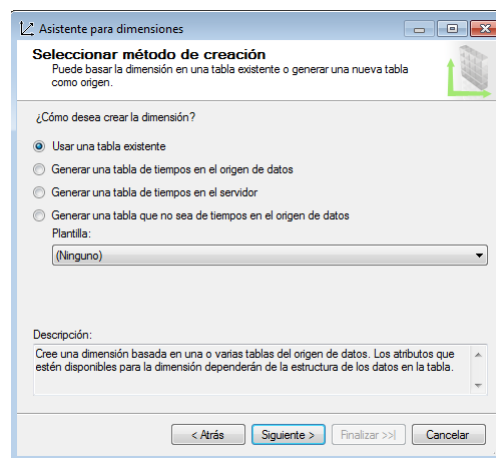 Asistente para dimensiones
Seleccionar método de creación
Puede basar la dimensión en una tabla existente o generar una nueva tabla
como origen.
¿Cómo desea crear la dimensión?
Usar una tabla existente
Generar una tabla de tiempos en el origen de datos
Generar una tabla de tiempos en el servidor
Generar una tabla que no sea de tiempos en el origen de datos
Plantilla:
(Ninguno)
Descripción:
Cree una dimensión basada en una o varias tablas del origen de datos. Los atributos que
estén disponibles para la dimensión dependerán de la estructura de los datos en la tabla.
< Atrás
Siguiente >
Finalizar >>|
Cancelar